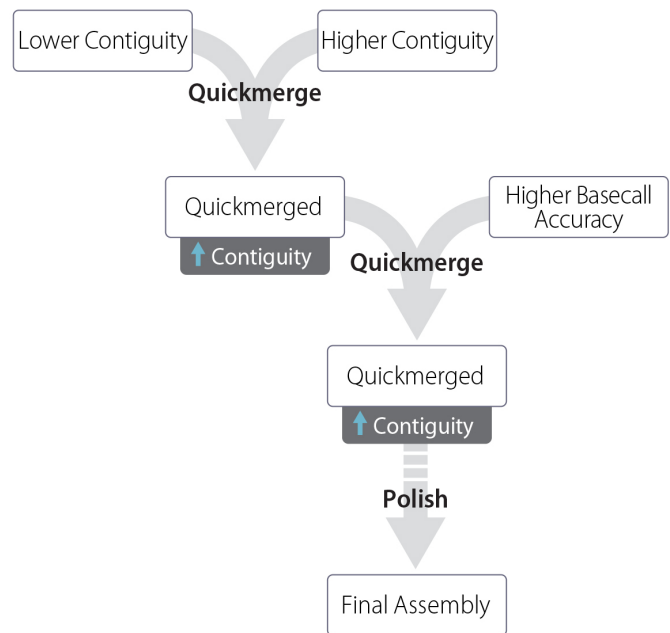 Lower Contiguity
Higher Contiguity
Quickmerge
Quickmerged
Higher Basecall
Accuracy
Contiguity
Quickmerge
Quickmerged
Contiguity
Polish
Final Assembly